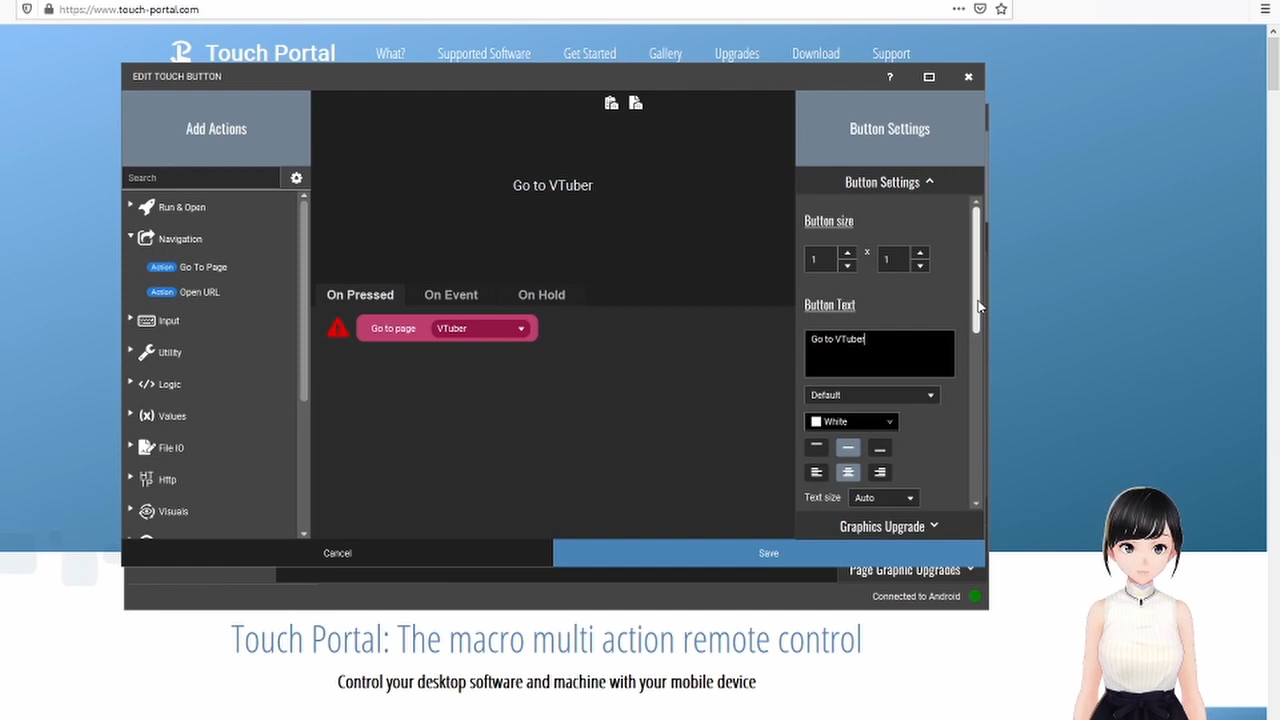 https://www.touch-portal.com
Touch Portal
What?
Supported Software
Get Started
Gallery
Upgrades
Download
Support
EDIT TOUCH BUTTON
?
Add Actions
Button Settings
Search
Go to VTuber
Button Settings
Run & Open
Navigation
Action Go To Page
Action Open URL
Input
Utility
Logic
Values
File IO
HT TP Http
Visuals
On Pressed
On Event
On Hold
Go to page VTuber
Button size
1 x 1
Button Text
Go to VTuber
Default
White
Text size Auto
Graphics Upgrade
Cancel
Save
Page Graphic Upgrades
Connected to Android
Touch Portal: The macro multi action remote control
Control your desktop software and machine with your mobile device